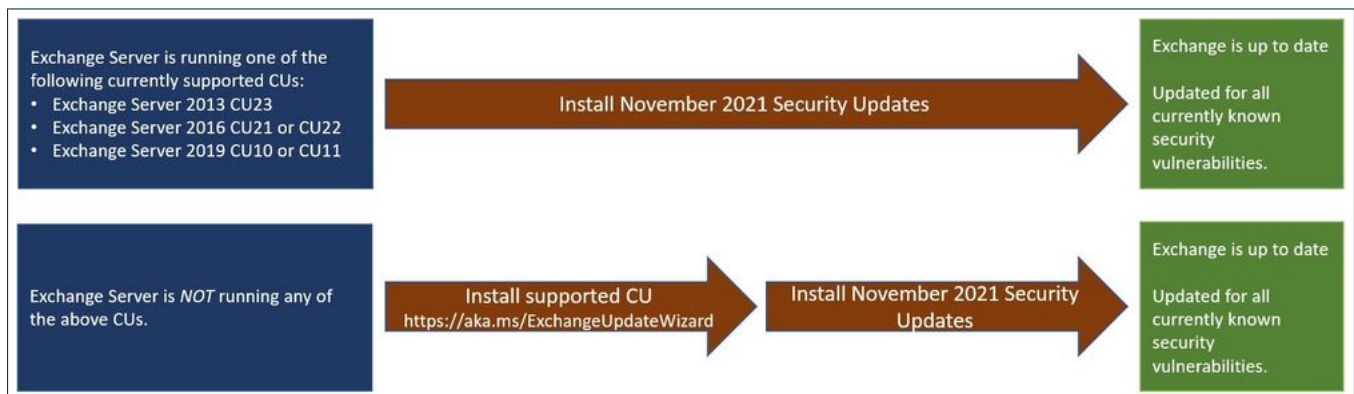 Exchange Server is running one of the
following currently supported CUs:
• Exchange Server 2013 CU23
• Exchange Server 2016 CU21 or CU22
• Exchange Server 2019 CU10 or CU11
Install November 2021 Security Updates
Exchange is up to date
Updated for all
currently known
security
vulnerabilities.
Exchange Server is NOT running any of
the above CUs.
Install supported CU
https://aka.ms/ExchangeUpdateWizard
Install November 2021 Security
Updates
Exchange is up to date
Updated for all
currently known
security
vulnerabilities.